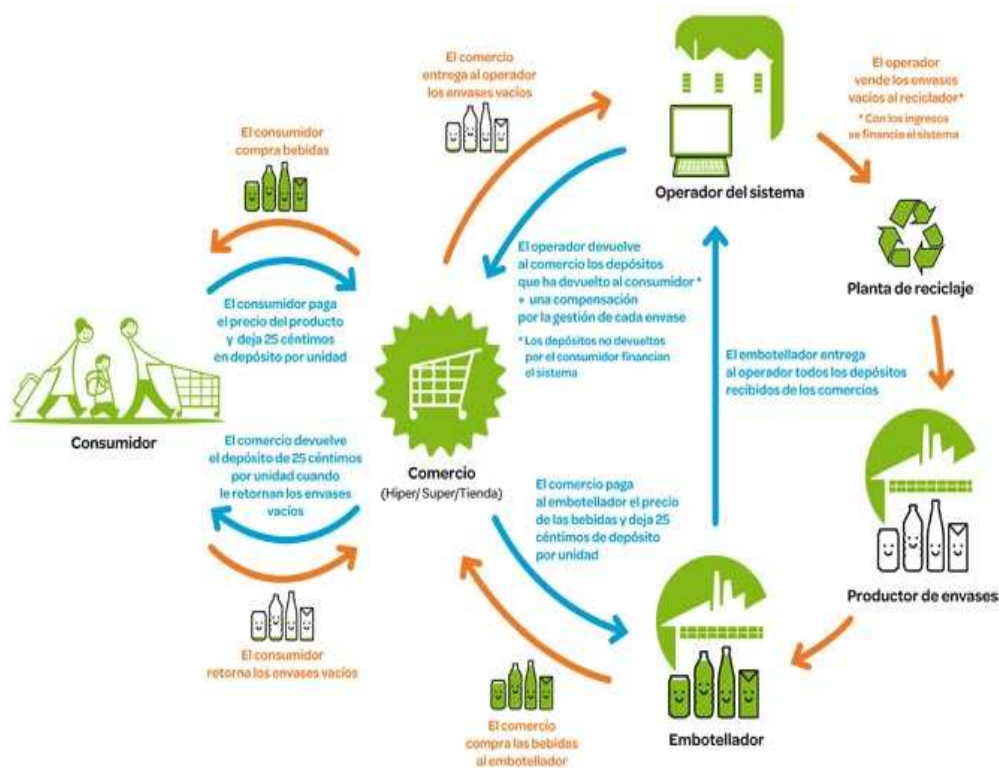 El comercio
entrega al operador
los envases vacíos
El operador
vende los envases
vacíos al reciclador*
* Con los ingresos
se financia el sistema
El consumidor
compra bebidas
Operador del sistema
El operador devuelve
al comercio los depósitos
que ha devuelto al consumidor*
+ una compensación
por la gestión de cada envase
* Los depósitos no devueltos
por el consumidor financian
el sistema
Planta de reciclaje
El consumidor paga
el precio del producto
y deja 25 céntimos
en depósito por unidad
El embotellador entrega
al operador todos los depósitos
recibidos de los comercios
Consumidor
El comercio devuelve
el depósito de 25 céntimos
por unidad cuando
le retornan los envases
vacíos
Comercio
(Hiper/ Super/Tienda)
El comercio paga
al embotellador el precio
de las bebidas y deja 25
céntimos de depósito
por unidad
Productor de envases
El consumidor
retorna los envases vacíos
El comercio
compra las bebidas
al embotellador
Embotellador